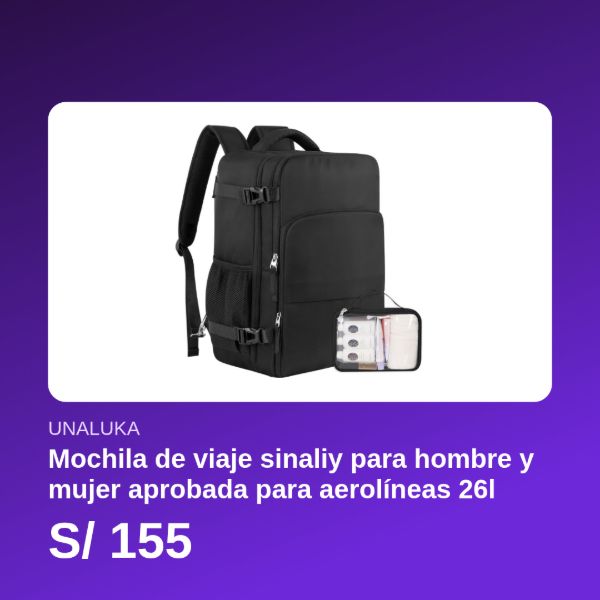 UNALUKA
Mochila de viaje sinaliy para hombre y
mujer aprobada para aerolíneas 26l
S/ 155